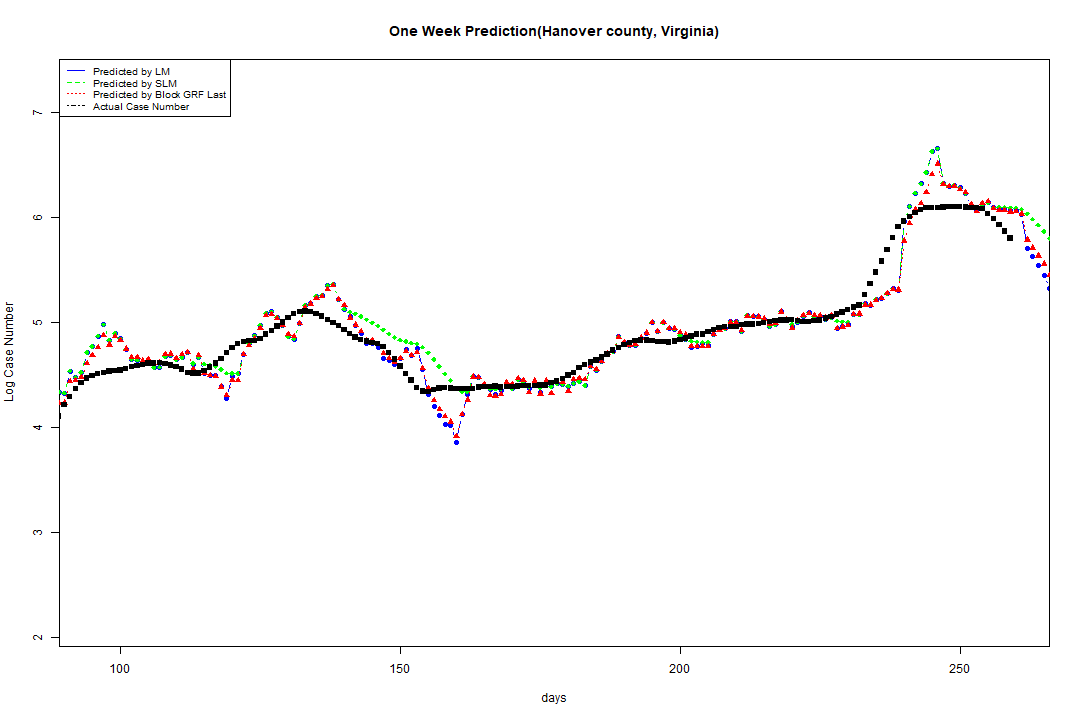 One Week Prediction(Hanover county, Virginia)
Predicted by LM
Predicted by SLM
Predicted by Block GRF Last
Actual Case Number
7
6
5
4
3
2
Log Case Number
100 150 200 250
days